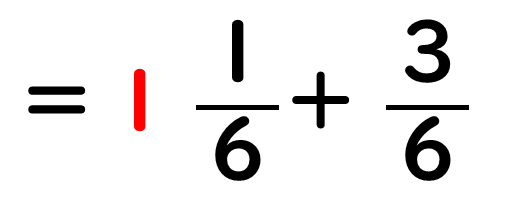 = 1 1/6 + 3/6